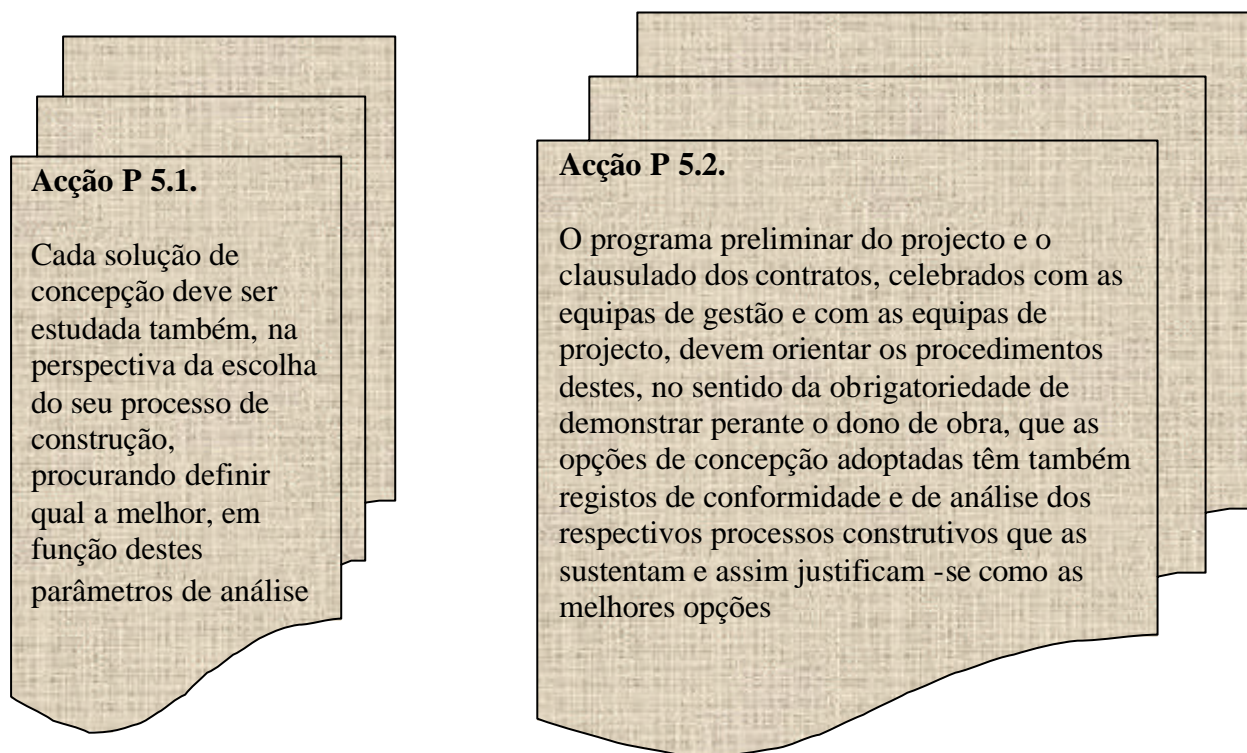 Acção P 5.1.
Cada solução de
concepção deve ser
estudada também, na
perspectiva da escolha
do seu processo de
construção,
procurando definir
qual a melhor, em
função destes
parâmetros de análise
Acção P 5.2.
O programa preliminar do projecto e o
clausulado dos contratos, celebrados com as
equipas de gestão e com as equipas de
projecto, devem orientar os procedimentos
destes, no sentido da obrigatoriedade de
demonstrar perante o dono de obra, que as
opções de concepção adoptadas têm também
registos de conformidade e de análise dos
respectivos processos construtivos que as
sustentam e assim justificam -se como as
melhores opções